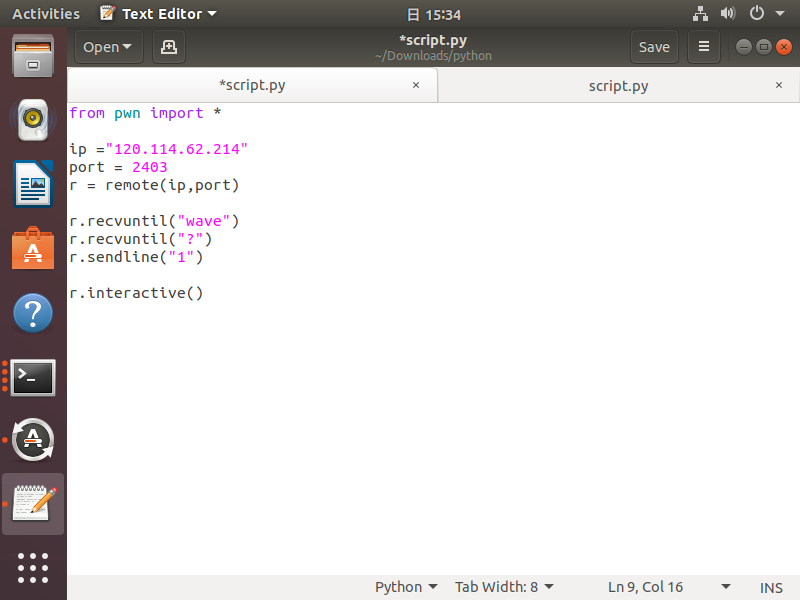 Activities Text Editor 日 15:34
Open *script.py Save
~/Downloads/python
*script.py × script.py ×
from pwn import *
ip ="120.114.62.214"
port = 2403
r = remote(ip,port)
r.recvuntil("wave")
r.recvuntil("?")
r.sendline("1")
r.interactive()
Python Tab Width: 8 Ln 9, Col 16 INS